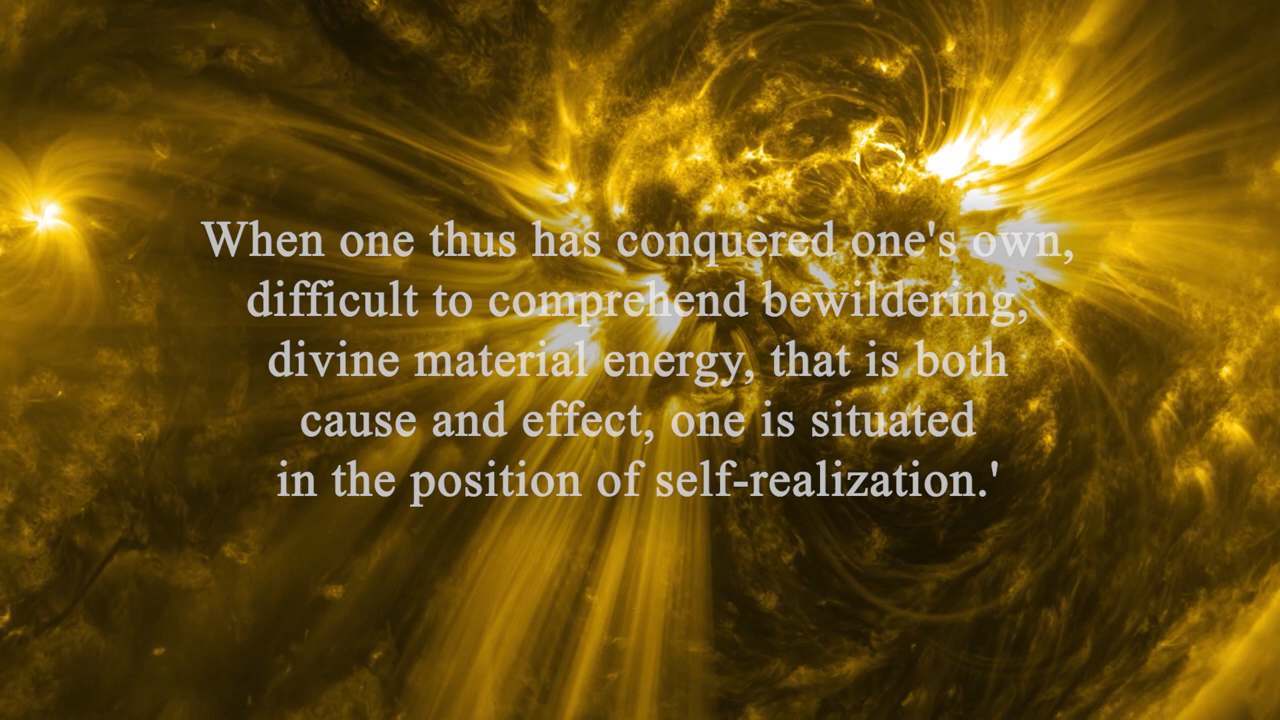 When one thus has conquered one's own,
difficult to comprehend bewildering,
divine material energy, that is both
cause and effect, one is situated
in the position of self-realization.'